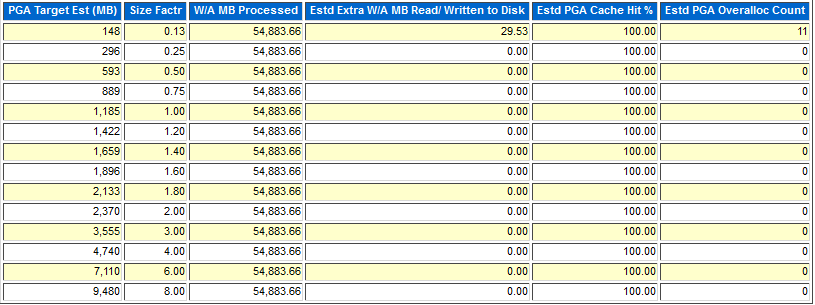 PGA Target Est (MB) Size Factr W/A MB Processed Estd Extra W/A MB Read/ Written to Disk Estd PGA Cache Hit % Estd PGA Overalloc Count
148 0.13 54,883.66 29.53 100.00 11
296 0.25 54,883.66 0.00 100.00 0
593 0.50 54,883.66 0.00 100.00 0
889 0.75 54,883.66 0.00 100.00 0
1,185 1.00 54,883.66 0.00 100.00 0
1,422 1.20 54,883.66 0.00 100.00 0
1,659 1.40 54,883.66 0.00 100.00 0
1,896 1.60 54,883.66 0.00 100.00 0
2,133 1.80 54,883.66 0.00 100.00 0
2,370 2.00 54,883.66 0.00 100.00 0
3,555 3.00 54,883.66 0.00 100.00 0
4,740 4.00 54,883.66 0.00 100.00 0
7,110 6.00 54,883.66 0.00 100.00 0
9,480 8.00 54,883.66 0.00 100.00 0